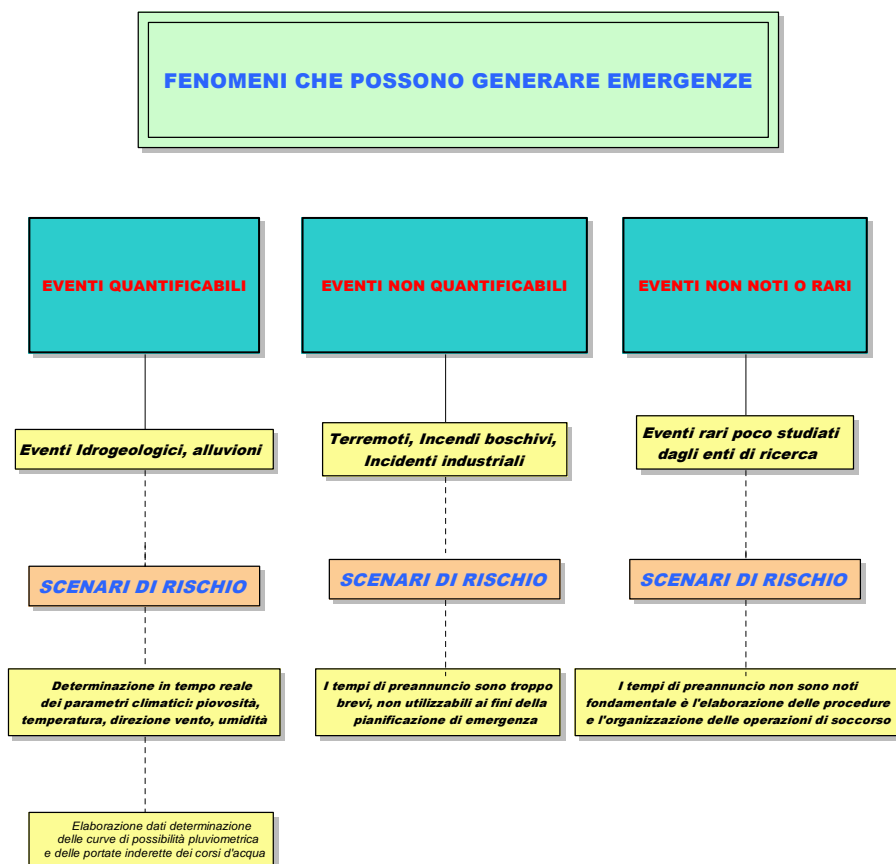 FENOMENI CHE POSSONO GENERARE EMERGENZE
EVENTI QUANTIFICABILI
EVENTI NON QUANTIFICABILI
EVENTI NON NOTI O RARI
Eventi Idrogeologici, alluvioni
Terremoti, Incendi boschivi,
Incidenti industriali
Eventi rari poco studiati
dagli enti di ricerca
SCENARI DI RISCHIO
SCENARI DI RISCHIO
SCENARI DI RISCHIO
Determinazione in tempo reale
dei parametri climatici: piovosità,
temperatura, direzione vento, umidità
I tempi di preannuncio sono troppo
brevi, non utilizzabili ai fini della
pianificazione di emergenza
I tempi di preannuncio non sono noti
fondamentale è l'elaborazione delle procedure
e l'organizzazione delle operazioni di soccorso
Elaborazione dati determinazione
delle curve di possibilità pluviometrica
e delle portate inderette dei corsi d'acqua